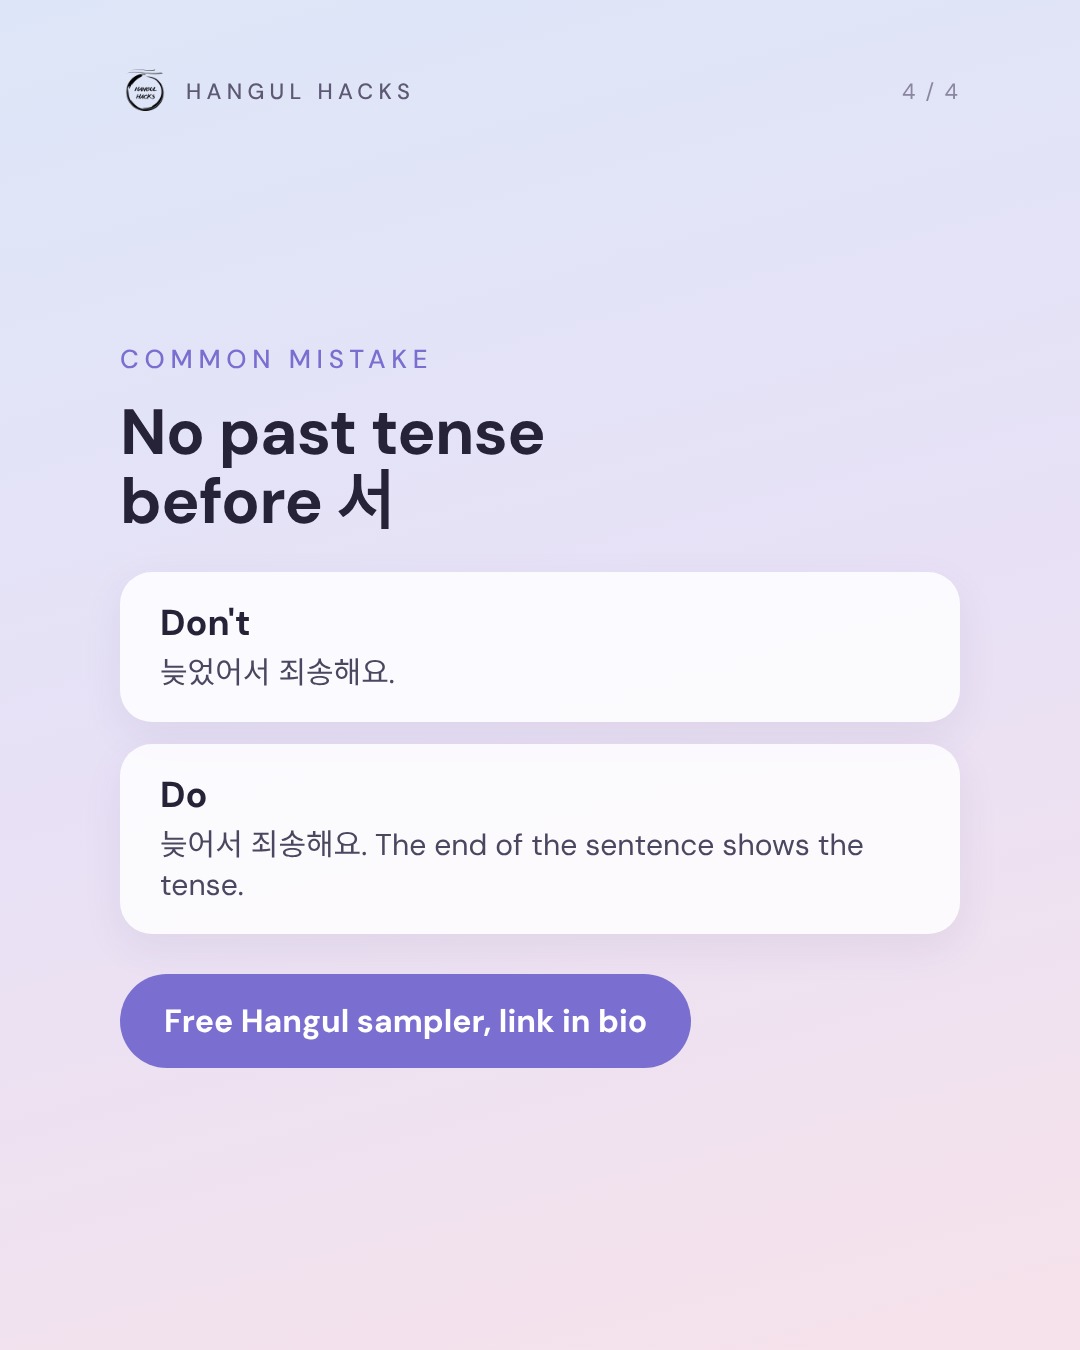 HANGUL HACKS
HANGUL HACKS
4 / 4
COMMON MISTAKE
No past tense
before 서
Don't
늦었어서 죄송해요.
Do
늦어서 죄송해요. The end of the sentence shows the
tense.
Free Hangul sampler, link in bio